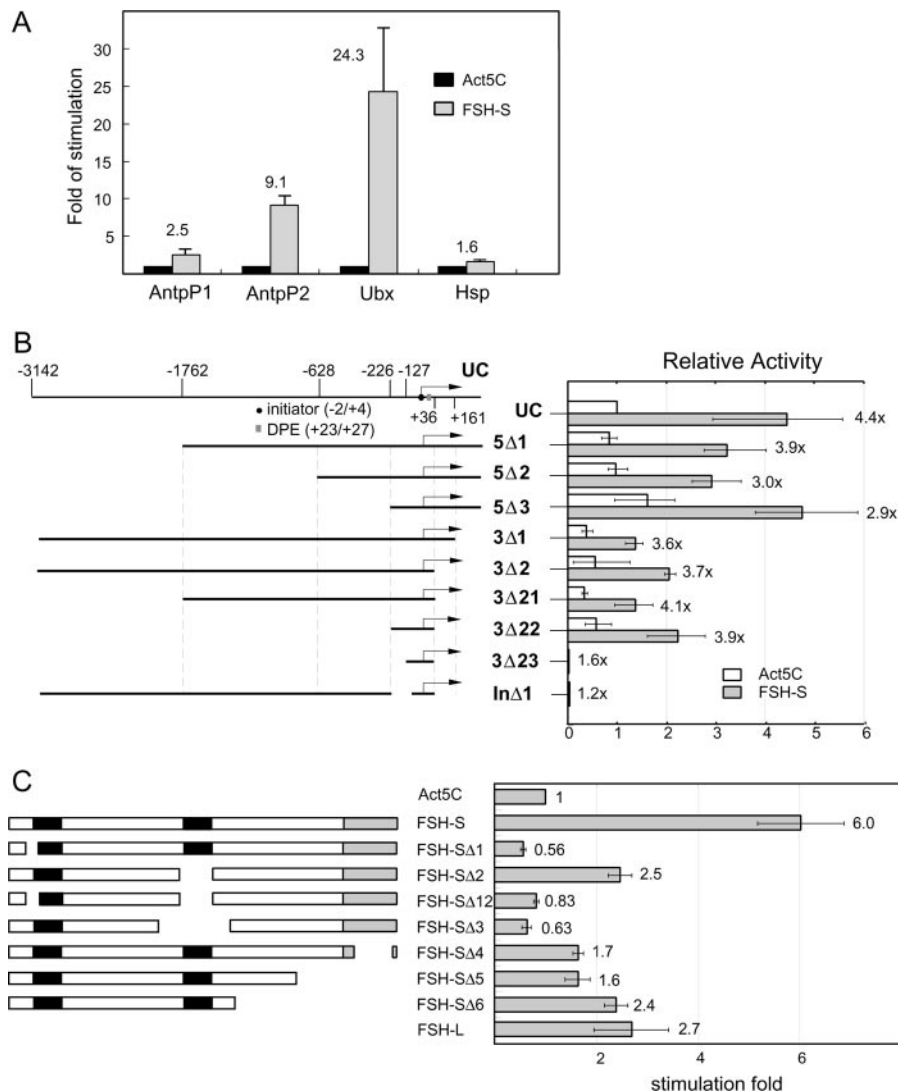 A
Fold of stimulation
30
25
20
15
10
5
2.5
9.1
24.3
1.6
Act5C
FSH-S
AntpP1 AntpP2 Ubx Hsp
B
-3142 -1762 -628 -226 -127 UC
+36 +161
initiator (-2/+4)
DPE (+23/+27)
Relative Activity
UC 4.4x
5Δ1 3.9x
5Δ2 3.0x
5Δ3 2.9x
3Δ1 3.6x
3Δ2 3.7x
3Δ21 4.1x
3Δ22 3.9x
3Δ23 1.6x
InΔ1 1.2x
Act5C
FSH-S
0 1 2 3 4 5 6
C
Act5C 1
FSH-S 6.0
FSH-SΔ1 0.56
FSH-SΔ2 2.5
FSH-SΔ12 0.83
FSH-SΔ3 0.63
FSH-SΔ4 1.7
FSH-SΔ5 1.6
FSH-SΔ6 2.4
FSH-L 2.7
2 4 6
stimulation fold